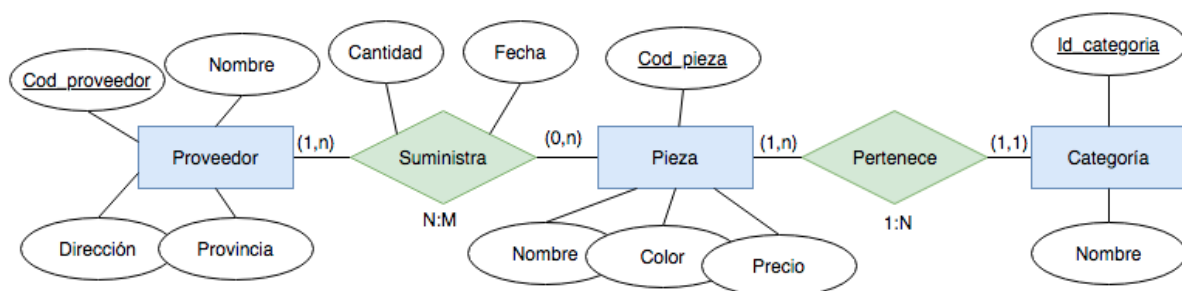 Cod_proveedor
Nombre
Cantidad
Fecha
Cod_pieza
Id_categoria
Proveedor
(1,n)
Suministra
(0,n)
Pieza
(1,n)
Pertenece
(1,1)
Categoría
N:M
1:N
Dirección
Provincia
Nombre
Color
Precio
Nombre